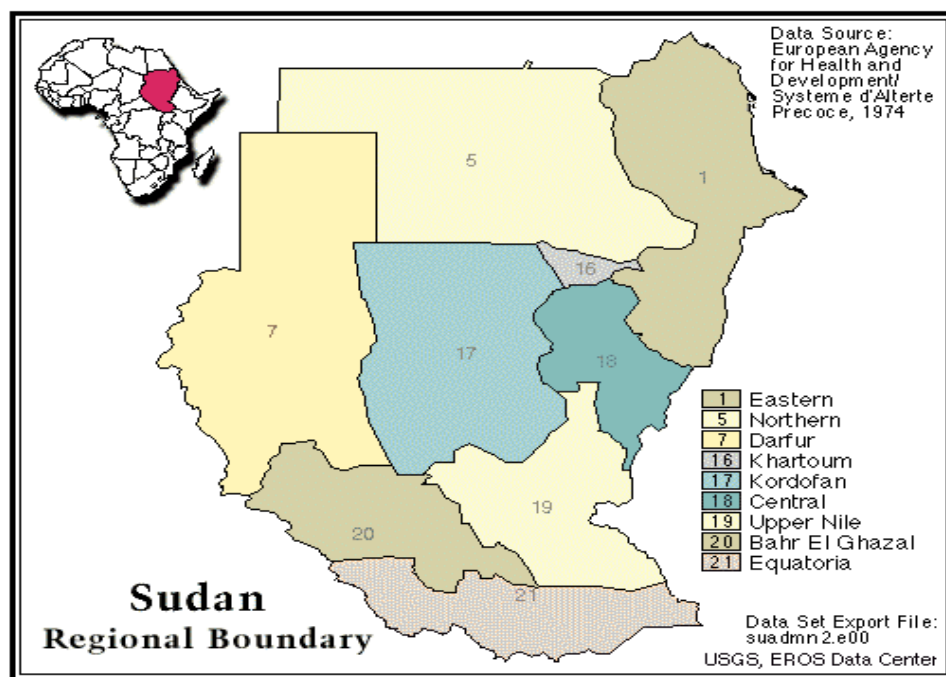 Data Source:
European Agency
for Health and
Development/
Systeme d'Alterte
Precoce, 1974
5
1
16
7
17
18
19
20
21
1 Eastern
5 Northern
7 Darfur
16 Khartoum
17 Kordofan
18 Central
19 Upper Nile
20 Bahr El Ghazal
21 Equatoria
Sudan
Regional Boundary
Data Set Export File:
suadmn2.e00
USGS, EROS Data Center